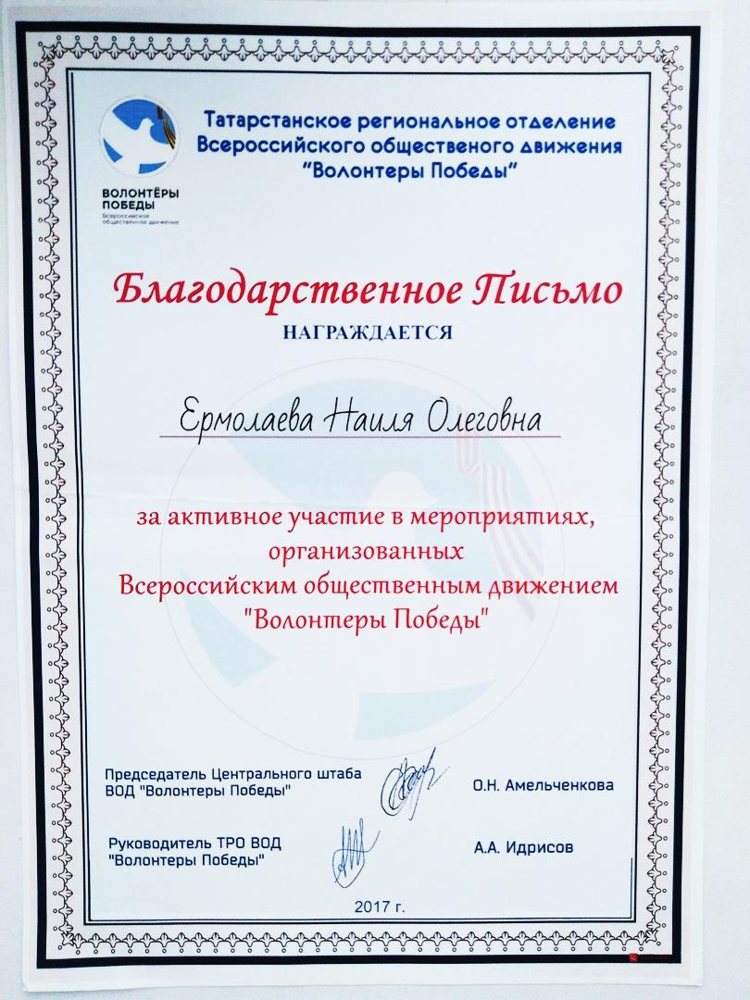 Татарстанское региональное отделение
Всероссийского общественого движения
"Волонтеры Победы"
ВОЛОНТЁРЫ
ПОБЕДЫ
Всероссийское
общественное движение
Благодарственное Письмо
НАГРАЖДАЕТСЯ
Ермолаева Наиля Олеговна
за активное участие в мероприятиях,
организованных
Всероссийским общественным движением
"Волонтеры Победы"
Председатель Центрального штаба
ВОД "Волонтеры Победы"
О.Н. Амельченкова
Руководитель ТРО ВОД
"Волонтеры Победы"
А.А. Идрисов
2017 г.